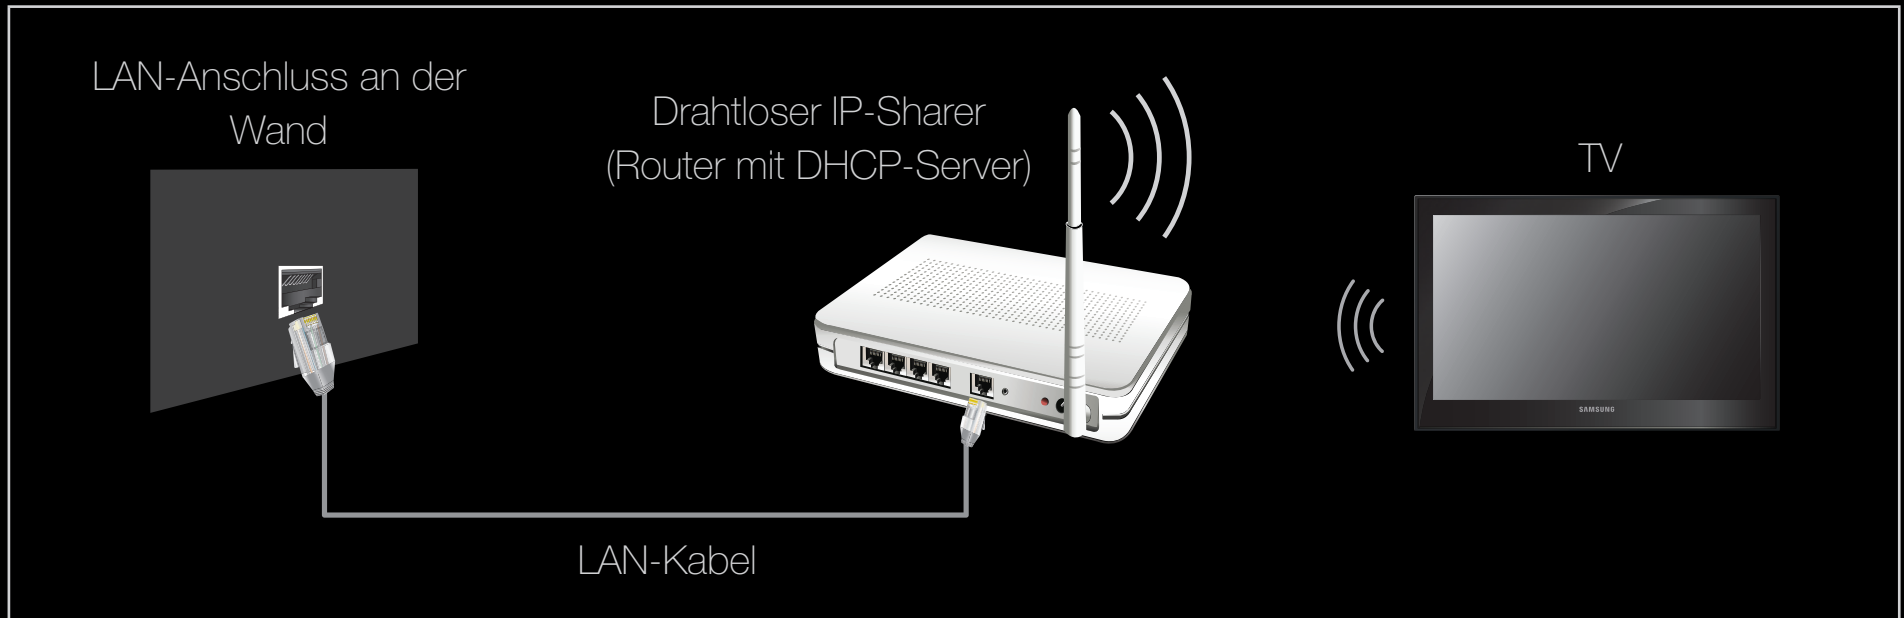 LAN-Anschluss an der
Wand
Drahtloser IP-Sharer
(Router mit DHCP-Server)
TV
SAMSUNG
LAN-Kabel